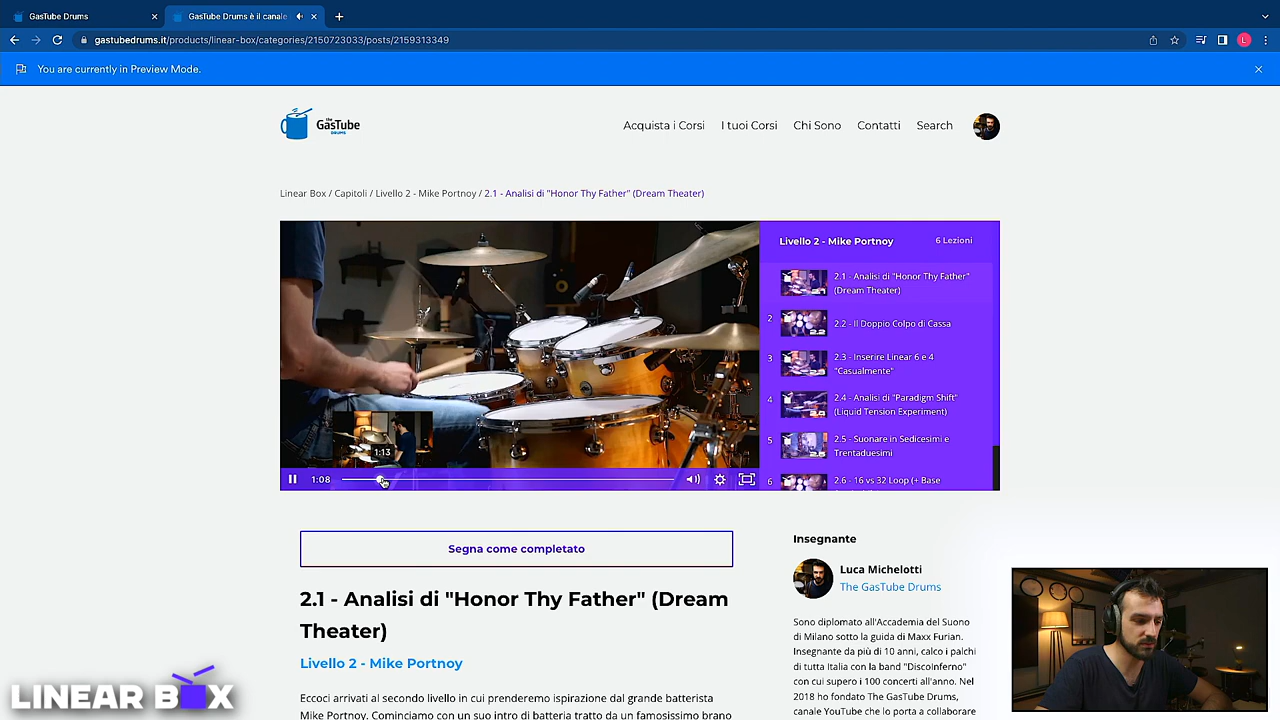 GasTube Drums
GasTube Drums è il canale
gastubedrums.it/products/linear-box/categories/2150723033/posts/2159313349
L
You are currently in Preview Mode.
The
GasTube
DRUMS
Acquista i Corsi
I tuoi Corsi
Chi Sono
Contatti
Search
Linear Box / Capitoli / Livello 2 - Mike Portnoy / 2.1 - Analisi di "Honor Thy Father" (Dream Theater)
Livello 2 - Mike Portnoy
6 Lezioni
2.1 - Analisi di "Honor Thy Father"
(Dream Theater)
2
2.2 - Il Doppio Colpo di Cassa
3
2.3 - Inserire Linear 6 e 4
"Casualmente"
4
2.4 - Analisi di "Paradigm Shift"
(Liquid Tension Experiment)
5
2.5 - Suonare in Sedicesimi e
Trentaduesimi
6
2.6 - 16 vs 32 Loop (+ Base
1:13
1:08
Segna come completato
2.1 - Analisi di "Honor Thy Father" (Dream
Theater)
Livello 2 - Mike Portnoy
Eccoci arrivati al secondo livello in cui prenderemo ispirazione dal grande batterista
Mike Portnoy. Cominciamo con un suo intro di batteria tratto da un famosissimo brano
Insegnante
Luca Michelotti
The GasTube Drums
Sono diplomato all'Accademia del Suono
di Milano sotto la guida di Maxx Furian.
Insegnante da più di 10 anni, calco i palchi
di tutta Italia con la band "DiscoInferno"
con cui supero i 100 concerti all'anno. Nel
2018 ho fondato The GasTube Drums,
canale YouTube che lo porta a collaborare
LINEAR BOX